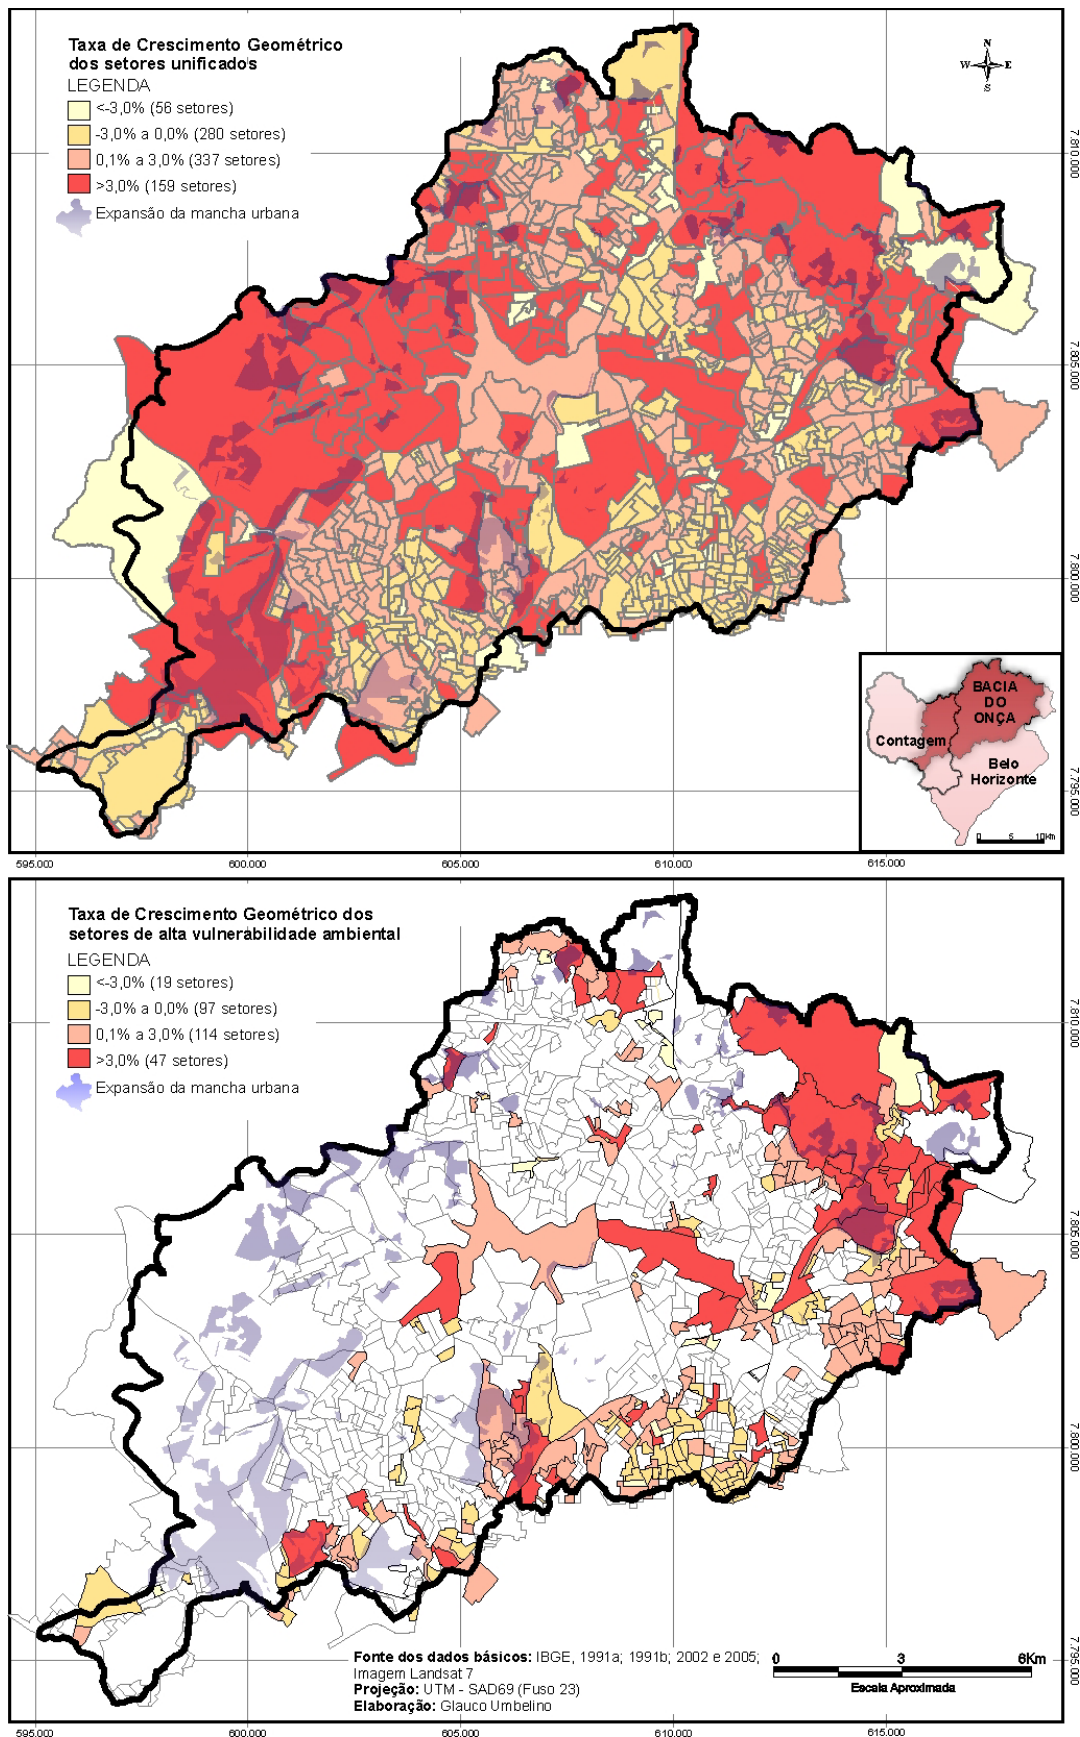 Taxa de Crescimento Geométrico
dos setores unificados
LEGENDA
<-3,0% (56 setores)
-3,0% a 0,0% (280 setores)
0,1% a 3,0% (337 setores)
>3,0% (159 setores)
Expansão da mancha urbana
N
W E
S
7.810.000
7.805.000
7.800.000
7.795.000
BACIA
DO
ONÇA
Contagem
Belo
Horizonte
0 5 10Km
595.000 600.000 605.000 610.000 615.000
Taxa de Crescimento Geométrico dos
setores de alta vulnerabilidade ambiental
LEGENDA
<-3,0% (19 setores)
-3,0% a 0,0% (97 setores)
0,1% a 3,0% (114 setores)
>3,0% (47 setores)
Expansão da mancha urbana
7.810.000
7.805.000
7.800.000
7.795.000
Fonte dos dados básicos: IBGE, 1991a; 1991b; 2002 e 2005;
Imagem Landsat 7
Projeção: UTM - SAD69 (Fuso 23)
Elaboração: Glauco Umbelino
0 3 6Km
Escala Aproximada
595.000 600.000 605.000 610.000 615.000